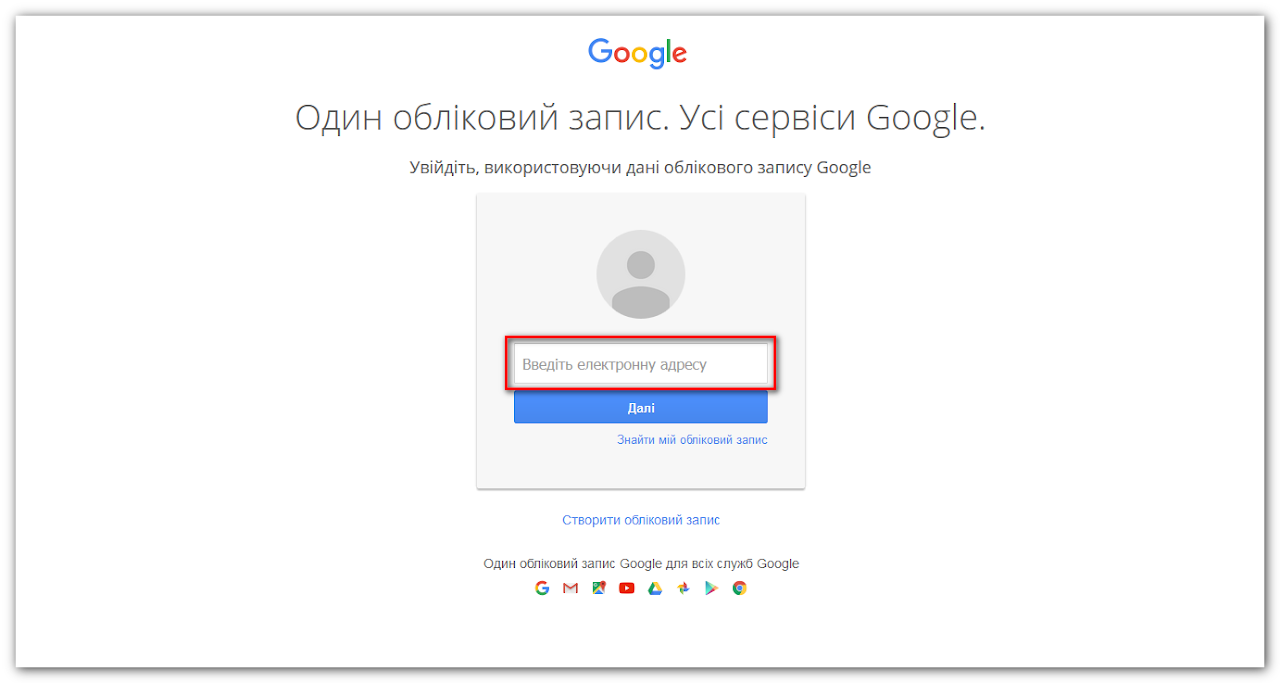 Google
Один обліковий запис. Усі сервіси Google.
Увійдіть, використовуючи дані облікового запису Google
Введіть електронну адресу
Далі
Знайти мій обліковий запис
Створити обліковий запис
Один обліковий запис Google для всіх служб Google